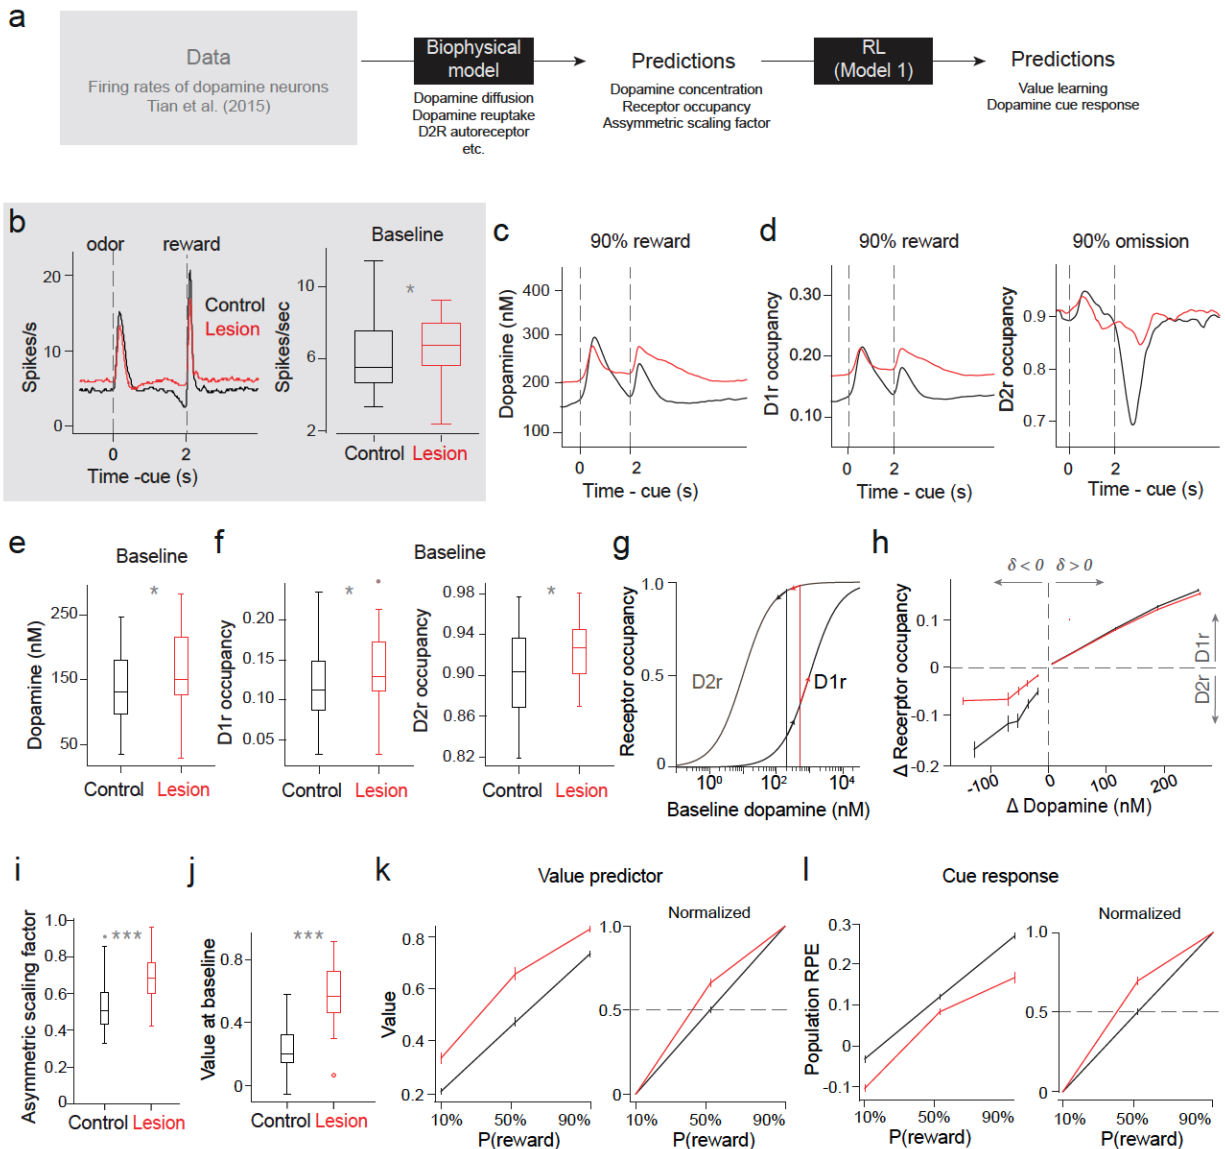 a
Data
Firing rates of dopamine neurons
Tian et al. (2015)
Biophysical
model
Dopamine diffusion
Dopamine reuptake
D2R autoreceptor
etc.
Predictions
Dopamine concentration
Receptor occupancy
Assymmetric scaling factor
RL
(Model 1)
Predictions
Value learning
Dopamine cue response
b
odor
reward
Control
Lesion
Spikes/s
20
10
0
0
2
Time -cue (s)
Baseline
*
Spikes/sec
10
6
2
Control
Lesion
c
90% reward
Dopamine (nM)
400
300
200
100
0
2
Time - cue (s)
d
90% reward
D1r occupancy
0.30
0.20
0.10
0
2
Time - cue (s)
90% omission
D2r occupancy
0.9
0.8
0.7
0
2
Time - cue (s)
e
Baseline
*
Dopamine (nM)
250
150
50
Control
Lesion
f
Baseline
*
D1r occupancy
0.20
0.15
0.10
0.05
Control
Lesion
*
D2r occupancy
0.98
0.94
0.90
0.86
0.82
Control
Lesion
g
Receptor occupancy
1.0
0.5
0
D2r
D1r
10⁰
10²
10⁴
Baseline dopamine (nM)
h
δ < 0
δ > 0
Δ Recerptor occupancy
0.1
0
-0.1
-0.2
D1r
D2r
-100
0
100
200
Δ Dopamine (nM)
i
***
Asymmetric scaling factor
1.0
0.8
0.6
0.4
0.2
0
Control
Lesion
j
***
Value at baseline
0.8
0.4
0
Control
Lesion
k
Value predictor
Value
0.8
0.6
0.4
0.2
10%
50%
90%
P(reward)
Normalized
1.0
0.5
0
10%
50%
90%
P(reward)
l
Cue response
Population RPE
0.3
0.2
0.1
0
-0.1
10%
50%
90%
P(reward)
Normalized
1.0
0.5
0
10%
50%
90%
P(reward)